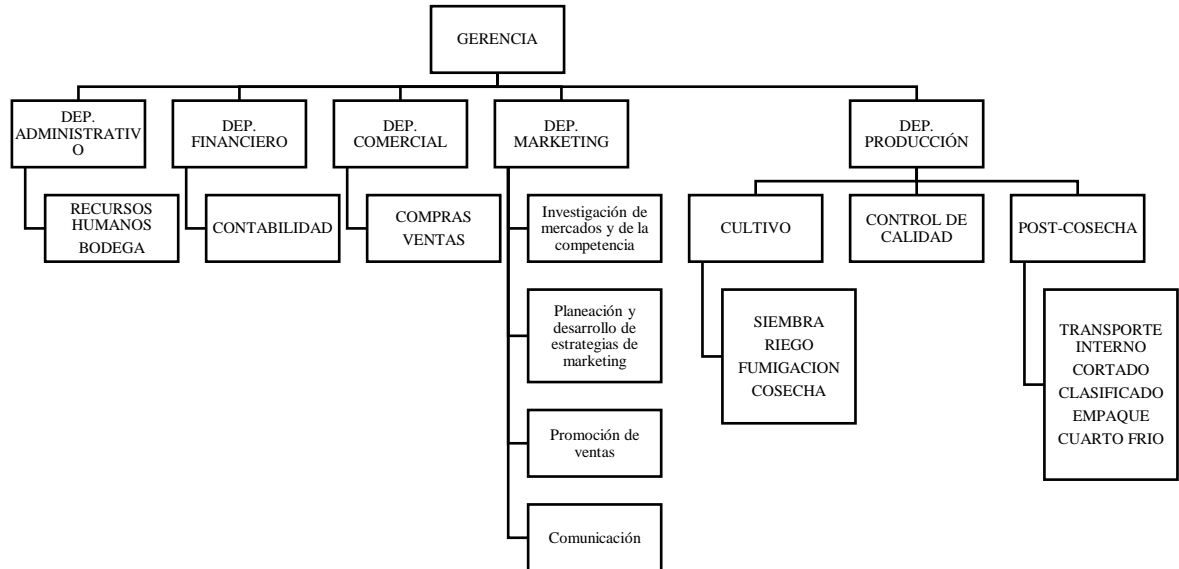 GERENCIA
DEP.
ADMINISTRATIV
O
DEP.
FINANCIERO
DEP.
COMERCIAL
DEP.
MARKETING
DEP.
PRODUCCIÓN
RECURSOS
HUMANOS
BODEGA
CONTABILIDAD
COMPRAS
VENTAS
Investigación de
mercados y de la
competencia
Planeación y
desarrollo de
estrategias de
marketing
Promoción de
ventas
Comunicación
CULTIVO
CONTROL DE
CALIDAD
POST-COSECHA
SIEMBRA
RIEGO
FUMIGACION
COSECHA
TRANSPORTE
INTERNO
CORTADO
CLASIFICADO
EMPAQUE
CUARTO FRIO